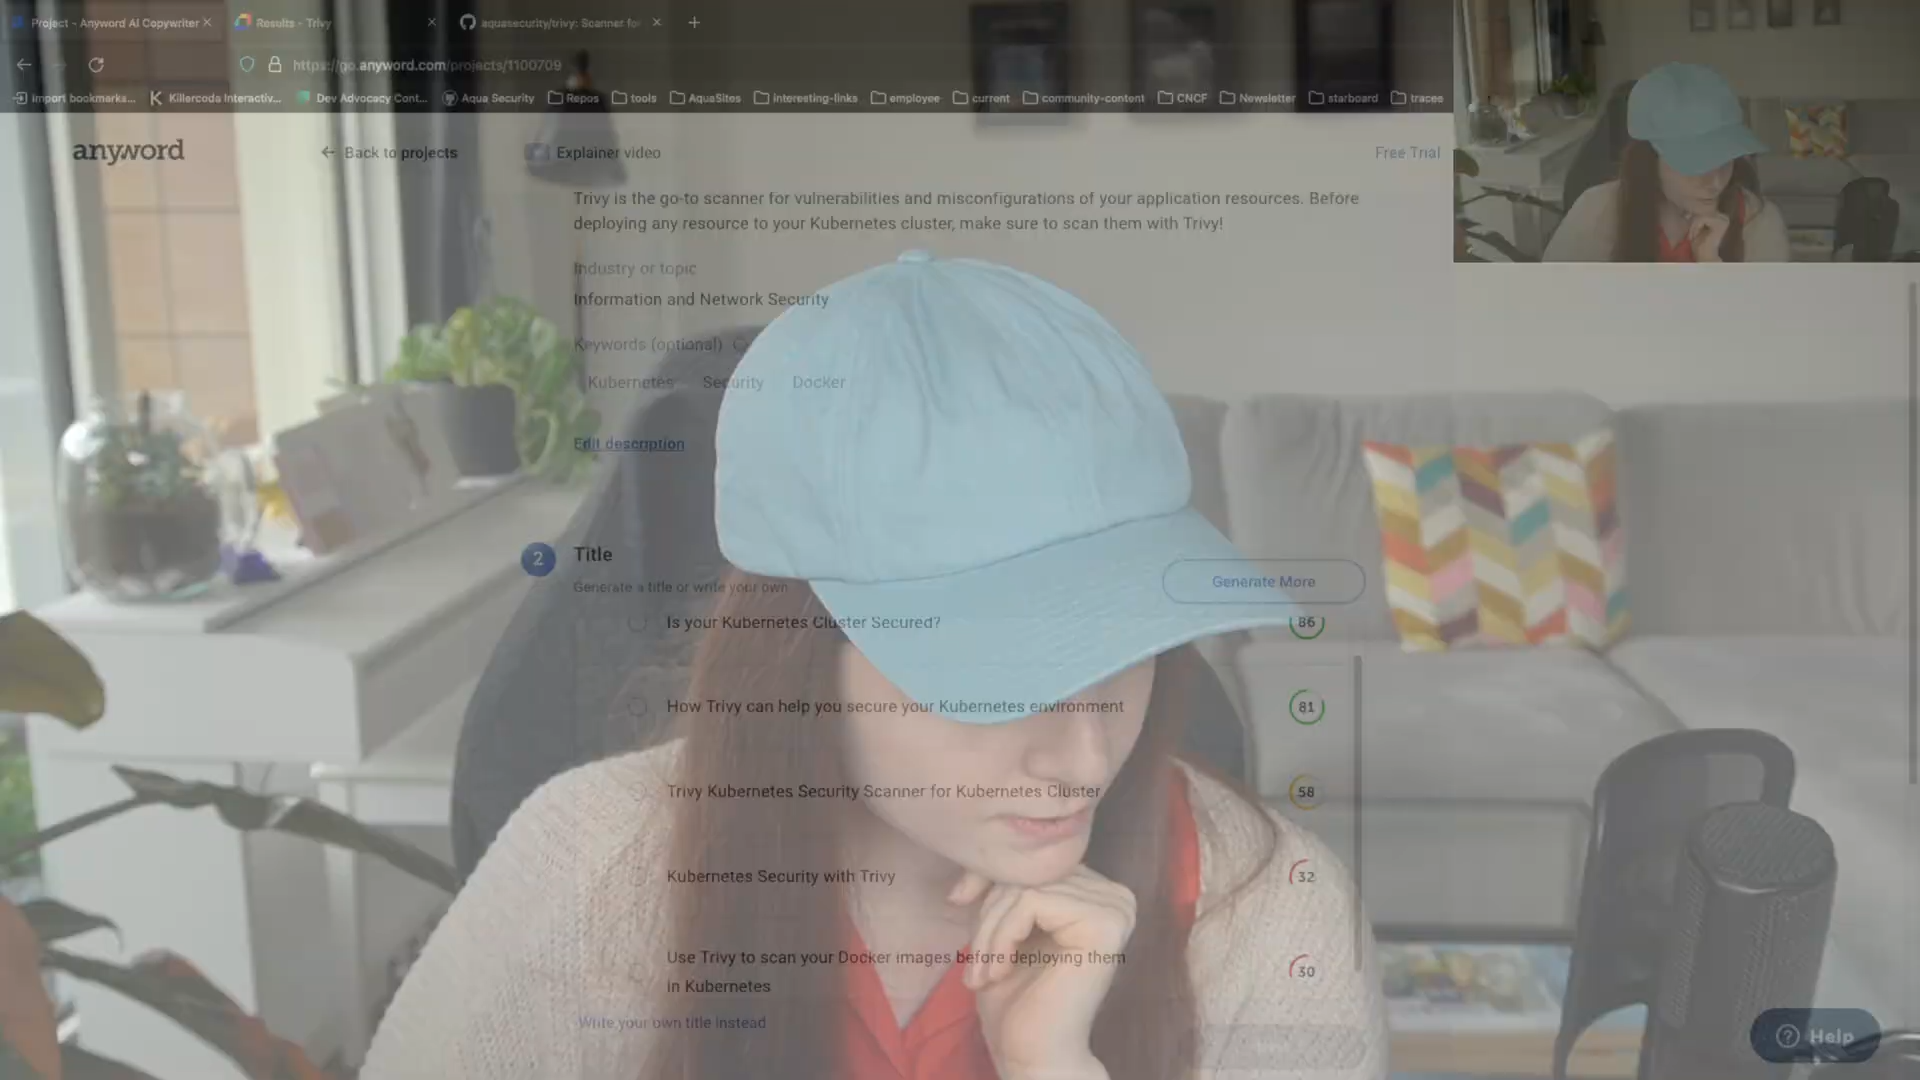 Project - Anyword AI Copywriter
Results - Trivy
aquasecurity/trivy: Scanner fo
https://go.anyword.com/projects/1100709
Import bookmarks...
Killercoda Interactiv...
Dev Advocacy Cont...
Aqua Security
Repos
tools
AquaSites
interesting-links
employee
current
community-content
CNCF
Newsletter
starboard
tracee
anyword
Back to projects
Explainer video
Free Trial
Trivy is the go-to scanner for vulnerabilities and misconfigurations of your application resources. Before
deploying any resource to your Kubernetes cluster, make sure to scan them with Trivy!
Industry or topic
Information and Network Security
Keywords (optional)
Kubernetes Security Docker
Edit description
2 Title
Generate a title or write your own
Generate More
Is your Kubernetes Cluster Secured? 86
How Trivy can help you secure your Kubernetes environment 81
Trivy Kubernetes Security Scanner for Kubernetes Cluster 58
Kubernetes Security with Trivy 32
Use Trivy to scan your Docker images before deploying them 30
in Kubernetes
Write your own title instead
Help